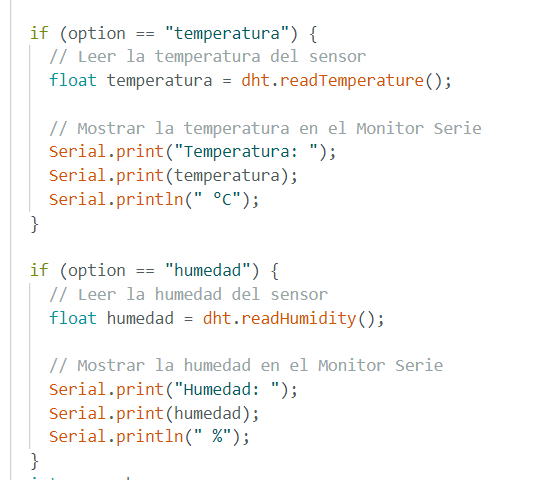 if (option == "temperatura") {
// Leer la temperatura del sensor
float temperatura = dht.readTemperature();
// Mostrar la temperatura en el Monitor Serie
Serial.print("Temperatura: ");
Serial.print(temperatura);
Serial.println(" ºC");
}
if (option == "humedad") {
// Leer la humedad del sensor
float humedad = dht.readHumidity();
// Mostrar la humedad en el Monitor Serie
Serial.print("Humedad: ");
Serial.print(humedad);
Serial.println(" %");
}